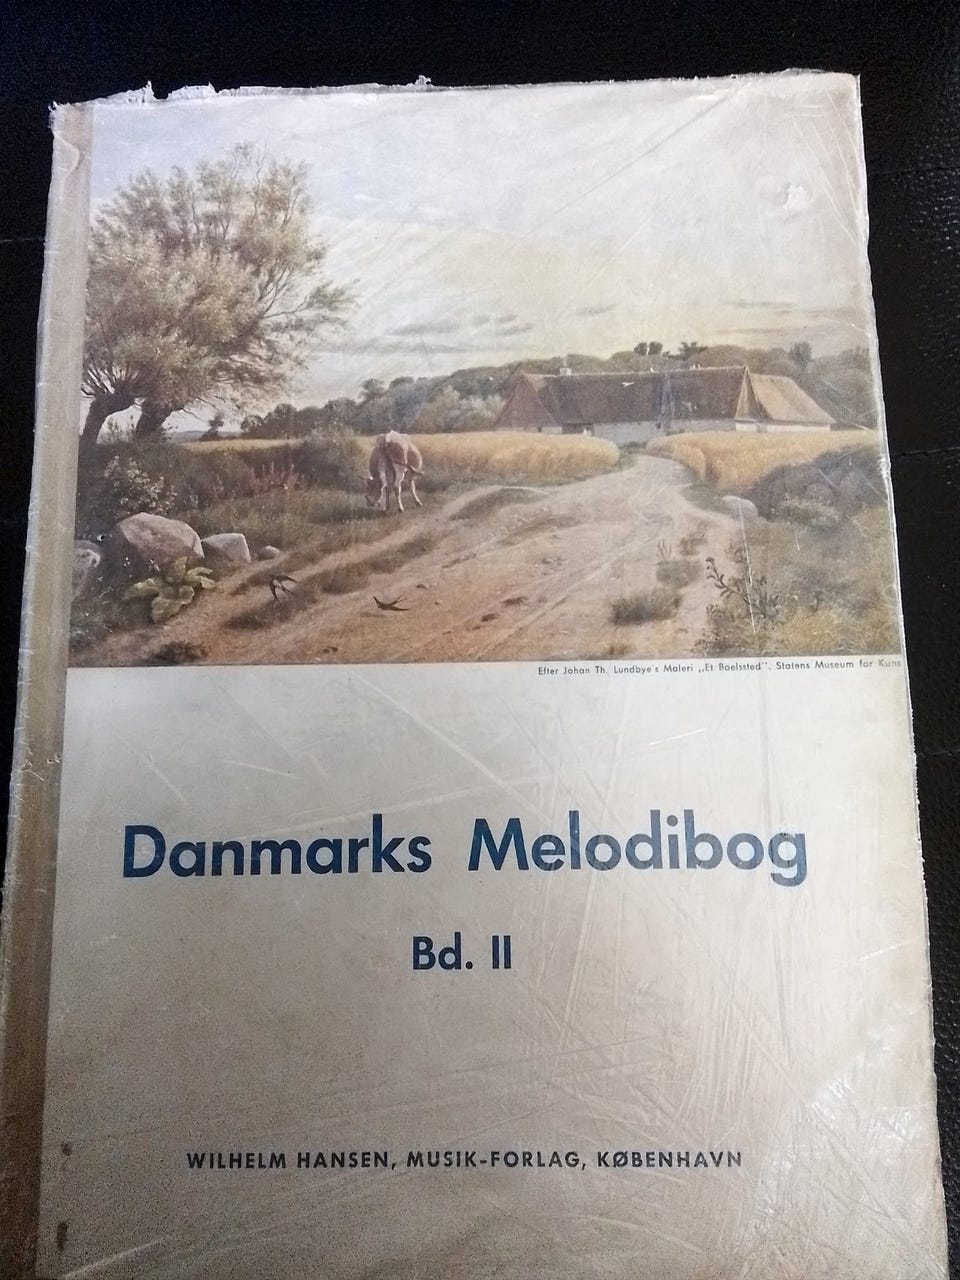 Efter Johan Th. Lundbye's Maleri „Et Boelssted", Statens Museum for Kuns
Danmarks Melodibog
Bd. II
WILHELM HANSEN, MUSIK-FORLAG, KØBENHAVN